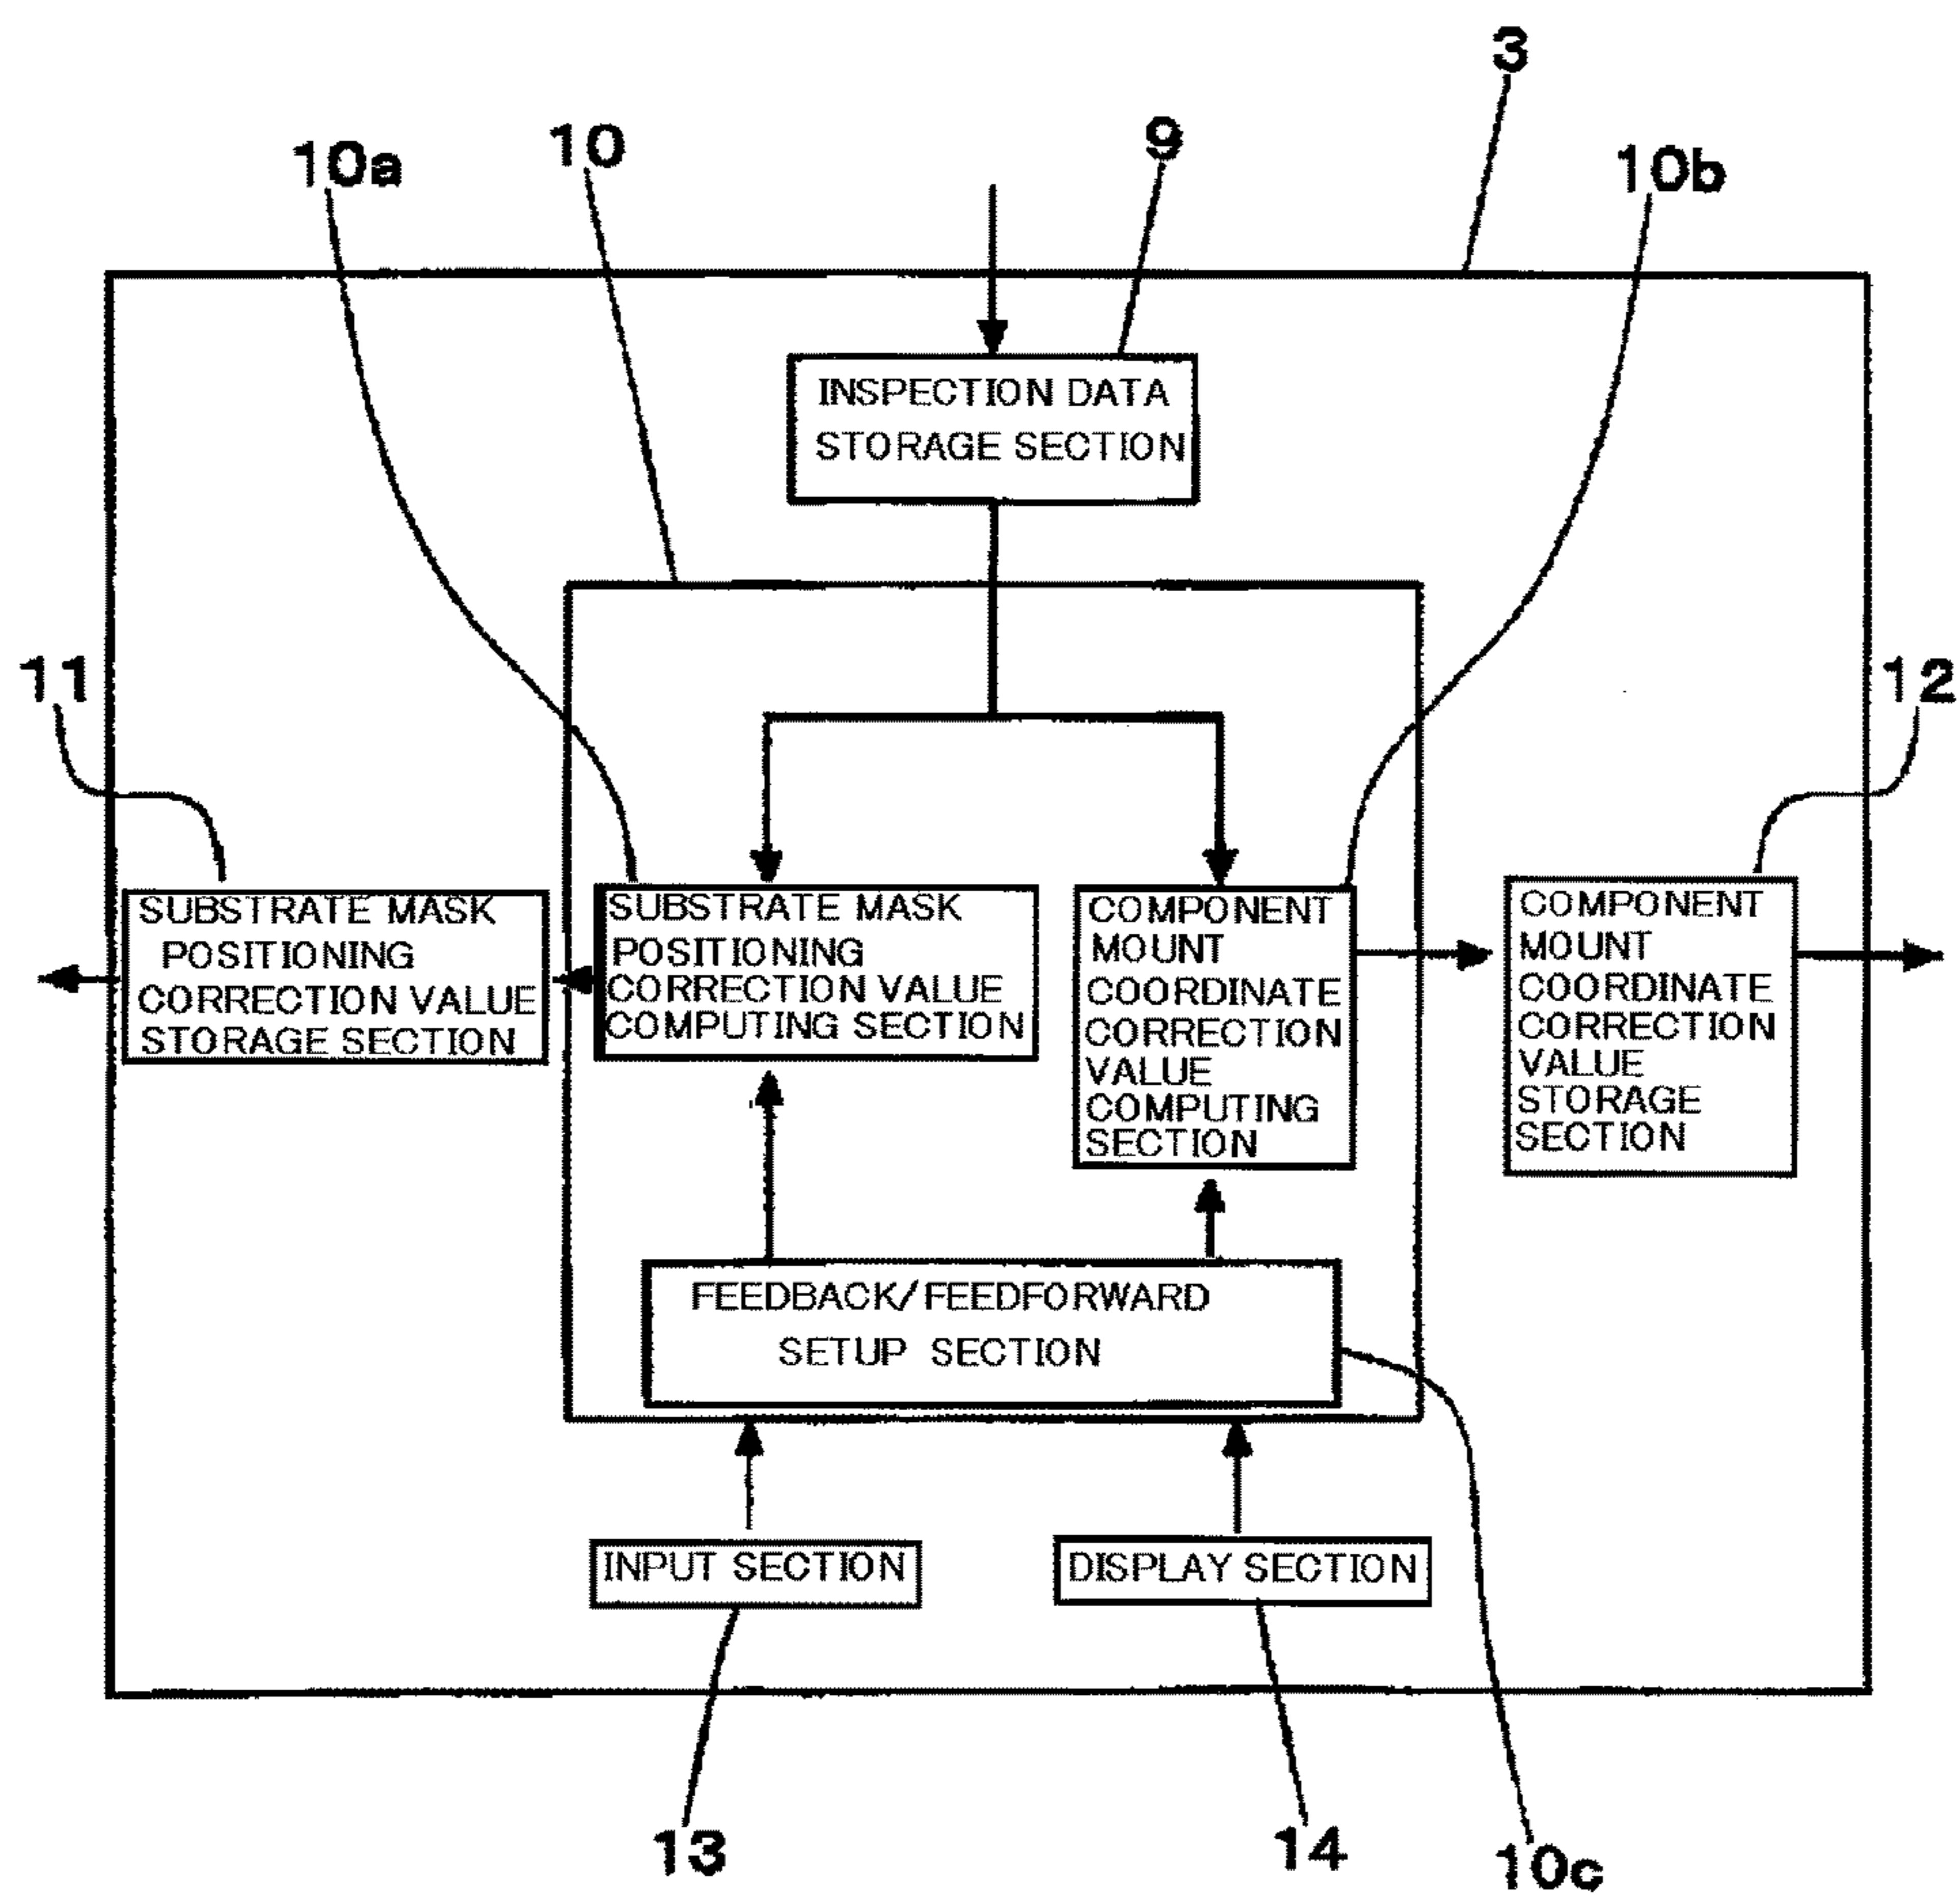 3
9
10
10a
10b
INSPECTION DATA
STORAGE SECTION
11
12
SUBSTRATE MASK
POSITIONING
CORRECTION VALUE
STORAGE SECTION
SUBSTRATE MASK
POSITIONING
CORRECTION VALUE
COMPUTING SECTION
COMPONENT
MOUNT
COORDINATE
CORRECTION
VALUE
COMPUTING
SECTION
COMPONENT
MOUNT
COORDINATE
CORRECTION
VALUE
STORAGE
SECTION
FEEDBACK/FEEDFORWARD
SETUP SECTION
INPUT SECTION
DISPLAY SECTION
13
14
10c